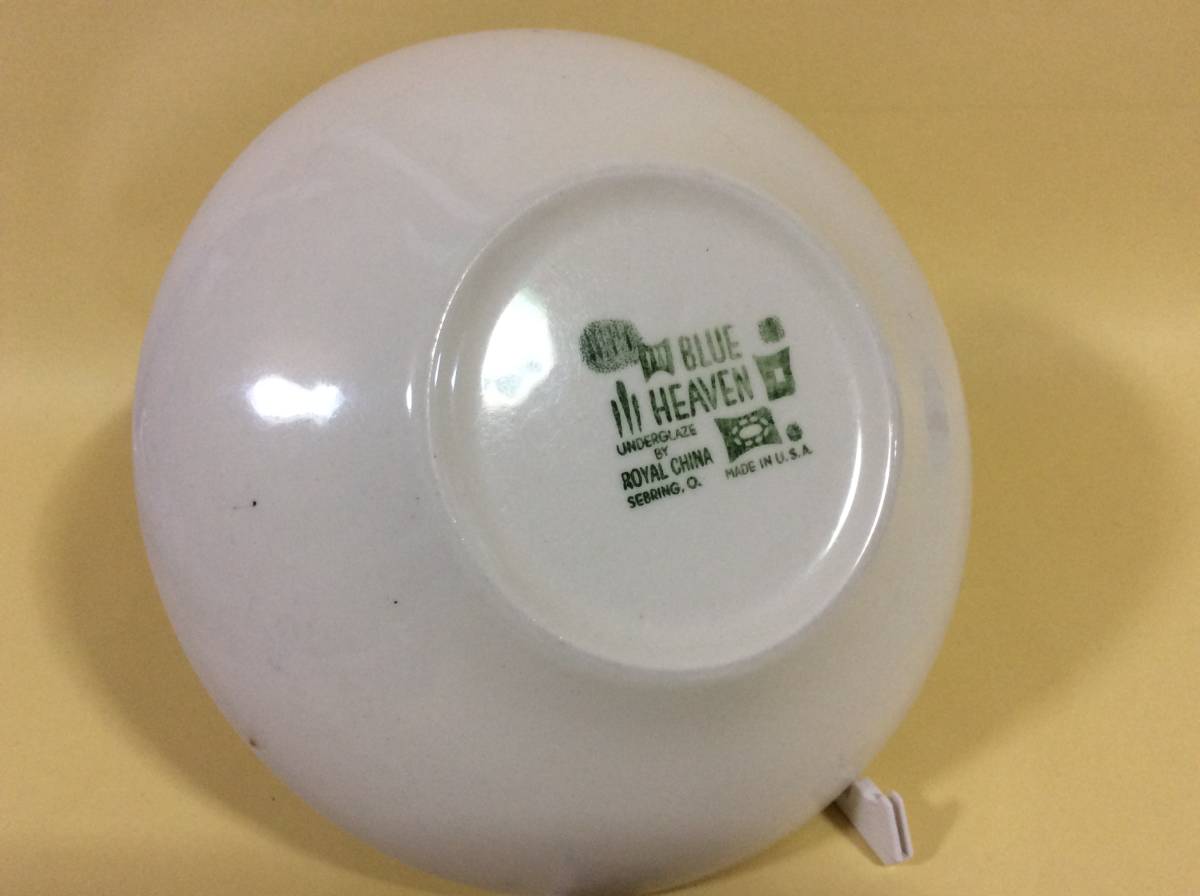 BLUE
HEAVEN
UNDERGLAZE
BY
ROYAL CHINA
SEBRING, O.
MADE IN U.S.A.